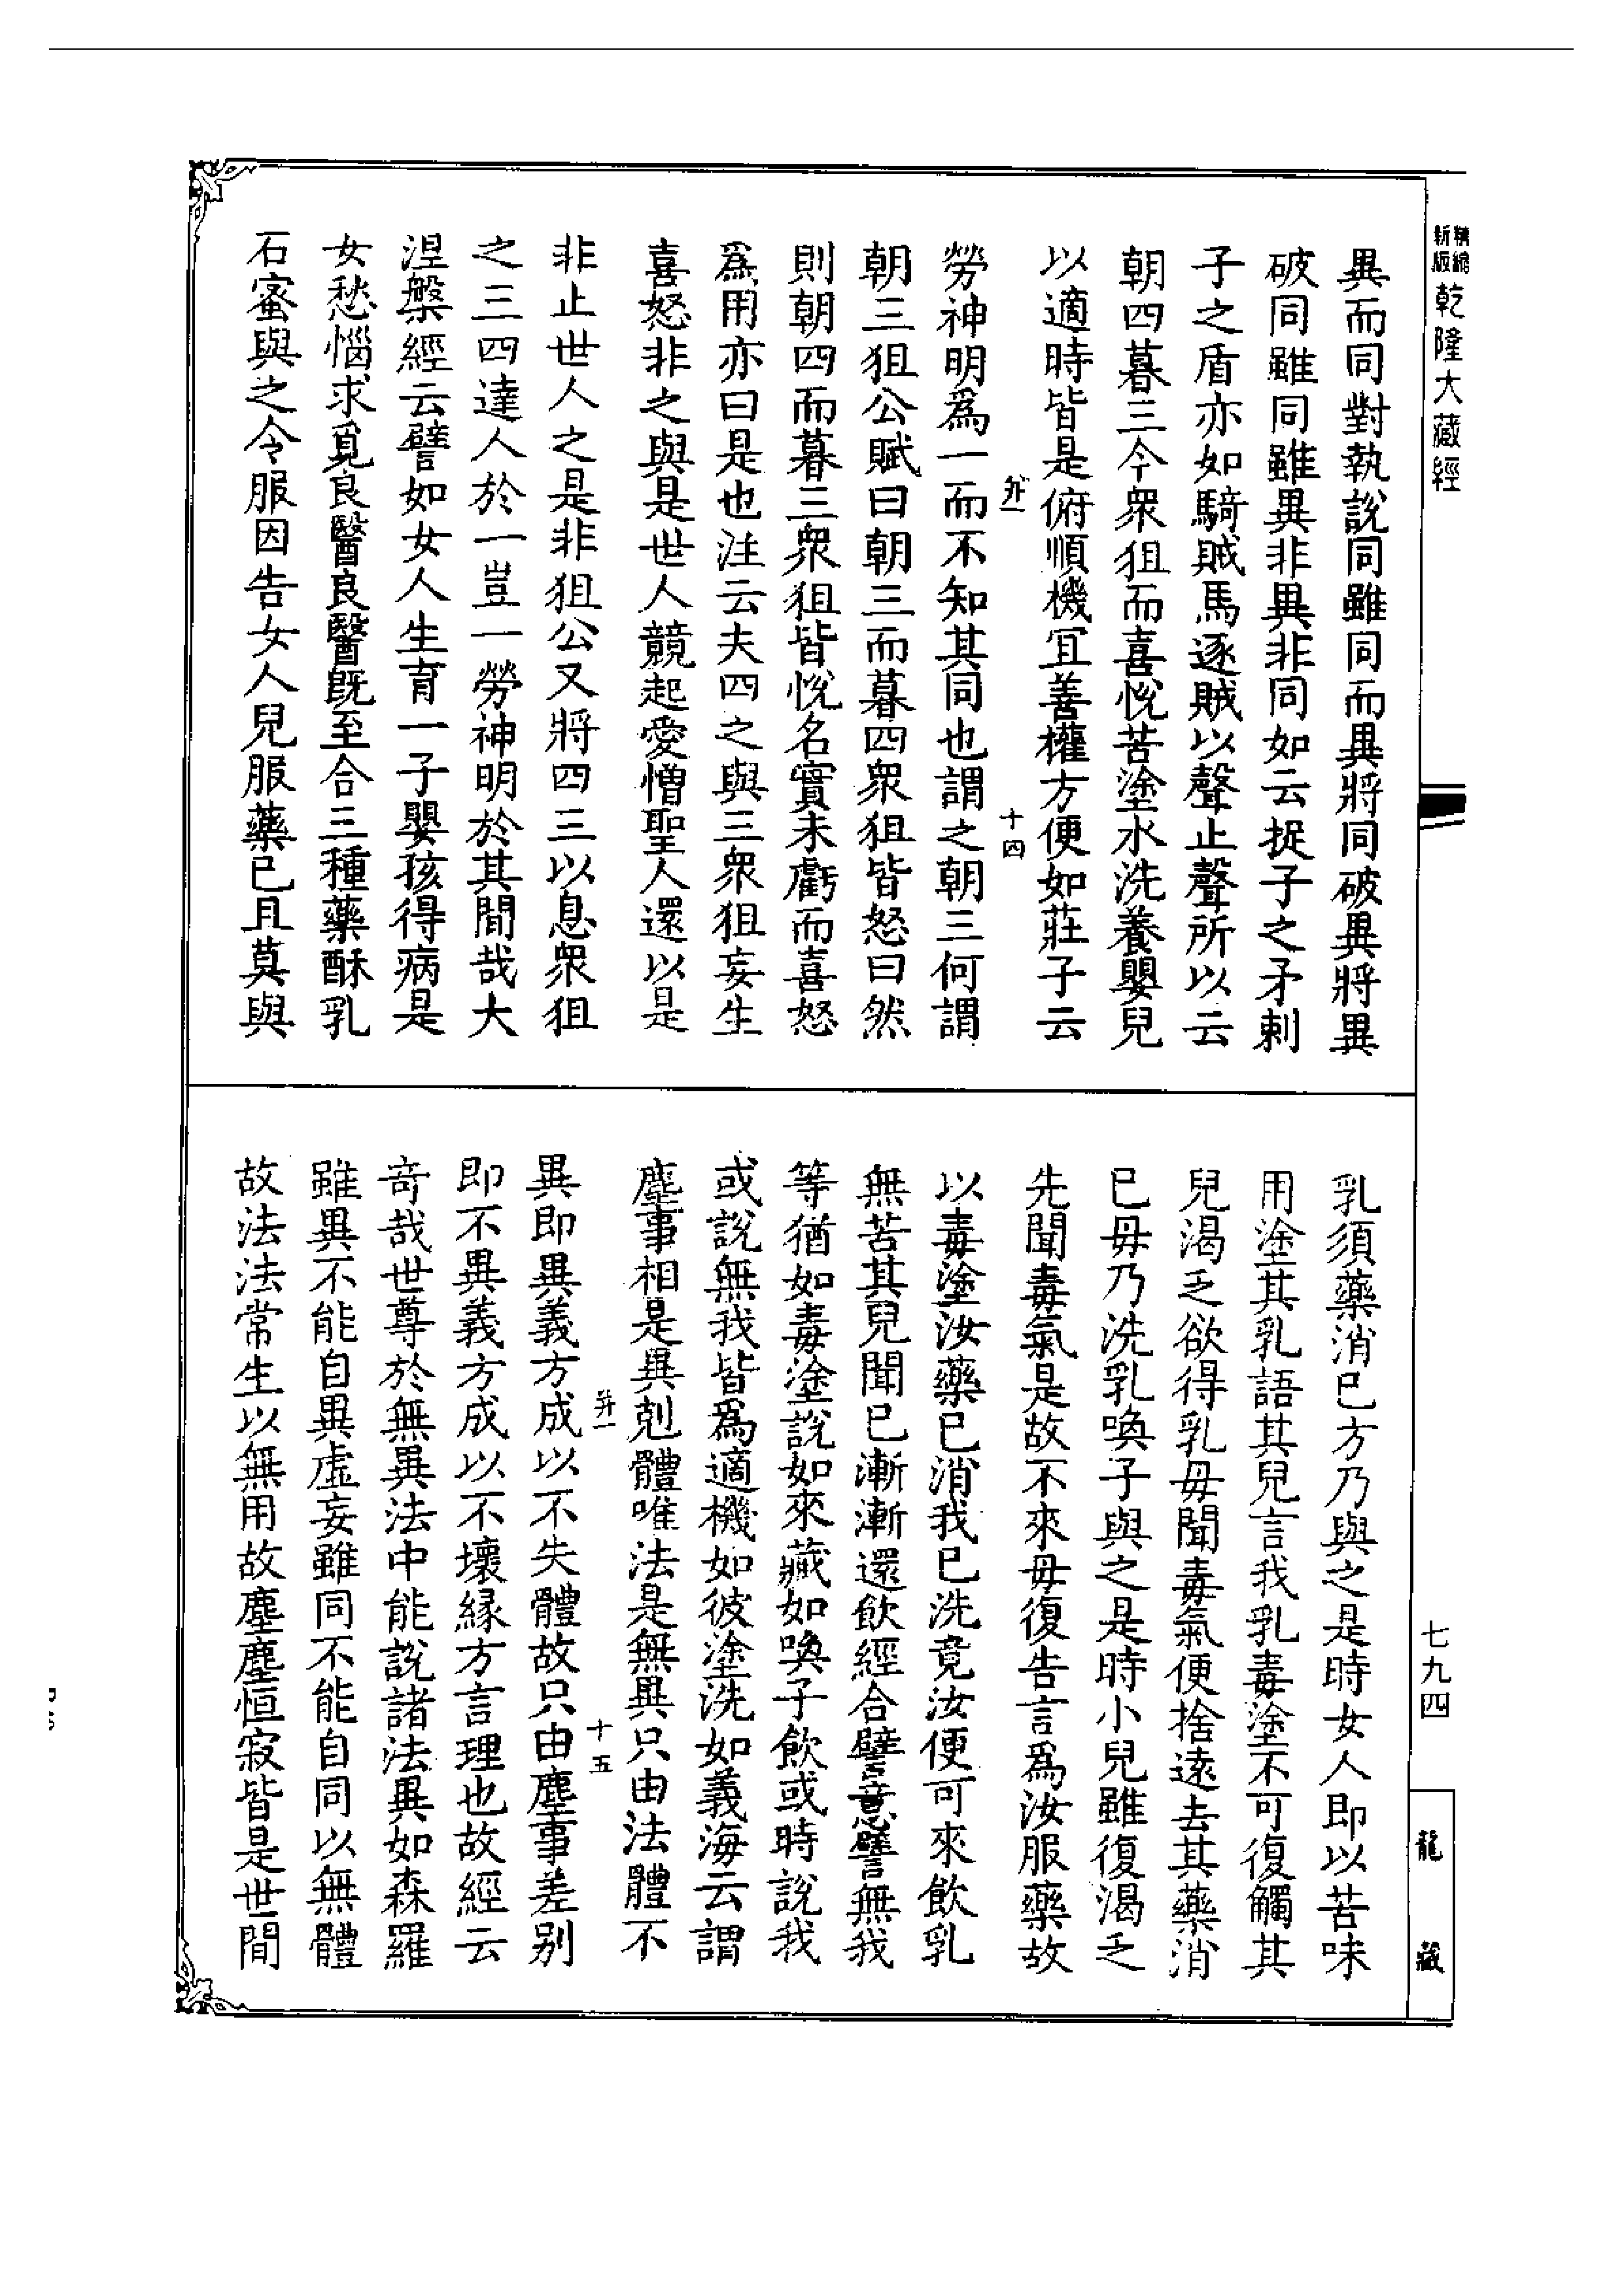 精縮新版乾隆大藏經
異而同對執說同雖同而異將同破異將異
破同雖同雖異非異非同如云捉子之矛刺
子之盾亦如騎賊馬逐賊以聲止聲所以云
朝四暮三令衆狙而喜悅苦塗水洗養嬰兒
以適時皆是俯順機宜善權方便如莊子云
弁一
十四
勞神明爲一而不知其同也謂之朝三何謂
朝三狙公賦曰朝三而暮四衆狙皆怒曰然
則朝四而暮三衆狙皆悅名實未虧而喜怒
爲用亦曰是也注云夫四之與三衆狙妄生
喜怒非之與是世人競起愛憎聖人還以是
非止世人之是非狙公又將四三以息衆狙
之三四達人於一豈一勞神明於其間哉大
涅槃經云譬如女人生育一子嬰孩得病是
女愁惱求覓良醫良醫既至合三種藥酥乳
石蜜與之令服因告女人兒服藥已且莫與
七九四
龍藏
乳須藥消已方乃與之是時女人即以苦味
用塗其乳語其兒言我乳毒塗不可復觸其
兒渴乏欲得乳母聞毒氣便捨遠去其藥消
已母乃洗乳喚子與之是時小兒雖復渴乏
先聞毒氣是故不來母復告言爲汝服藥故
以毒塗汝藥已消我已洗竟汝便可來飲乳
無苦其兒聞已漸漸還飲經合譬意譬無我
等猶如毒塗說如來藏如喚子飲或時說我
或說無我皆爲適機如彼塗洗如義海云謂
塵事相是異剋體唯法是無異只由法體不
弁一
十五
異即異義方成以不失體故只由塵事差別
即不異義方成以不壞緣方言理也故經云
奇哉世尊於無異法中能說諸法異如森羅
雖異不能自異虛妄雖同不能自同以無體
故法法常生以無用故塵塵恒寂皆是世間